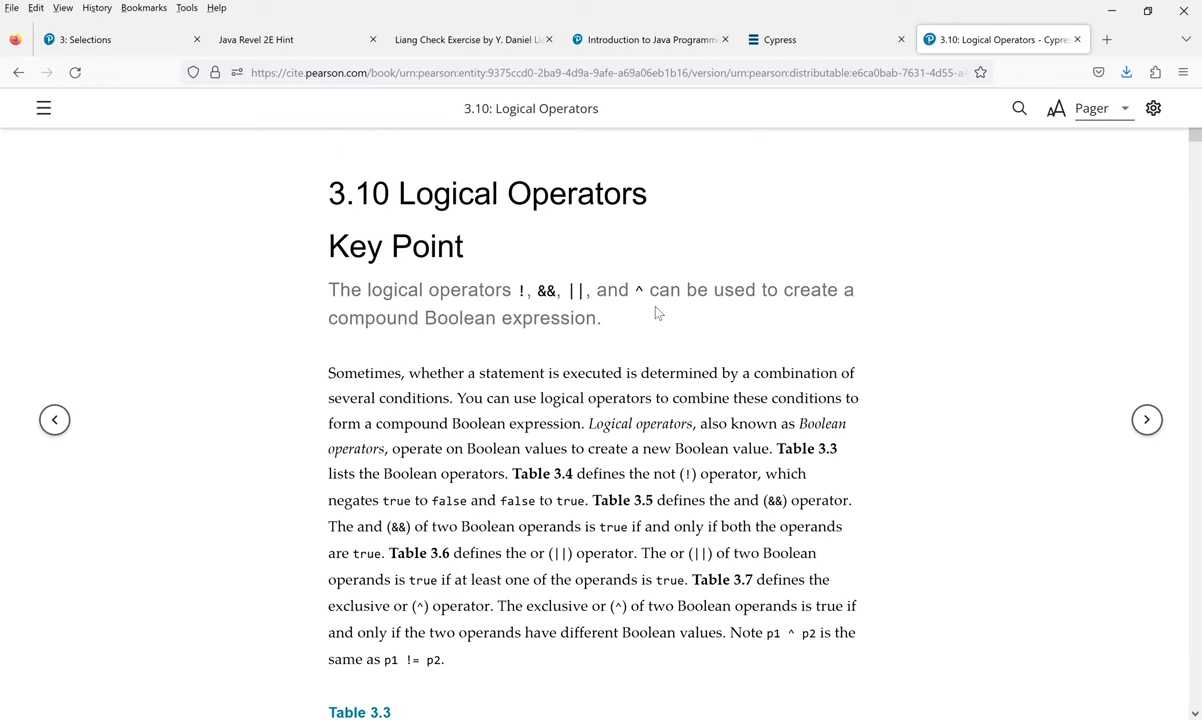 File Edit View History Bookmarks Tools Help
3: Selections
Java Revel 2E Hint
Liang Check Exercise by Y. Daniel Li
Introduction to Java Programm
Cypress
3.10: Logical Operators - Cypre
https://cite.pearson.com/book/urn:pearson:entity:9375ccd0-2ba9-4d9a-9afe-a69a06eb1b16/version/urn:pearson:distributable:e6ca0bab-7631-4d55-a
3.10: Logical Operators
AA Pager
3.10 Logical Operators
Key Point
The logical operators !, &&, ||, and ^ can be used to create a
compound Boolean expression.
Sometimes, whether a statement is executed is determined by a combination of
several conditions. You can use logical operators to combine these conditions to
form a compound Boolean expression. Logical operators, also known as Boolean
operators, operate on Boolean values to create a new Boolean value. Table 3.3
lists the Boolean operators. Table 3.4 defines the not (!) operator, which
negates true to false and false to true. Table 3.5 defines the and (&&) operator.
The and (&&) of two Boolean operands is true if and only if both the operands
are true. Table 3.6 defines the or (||) operator. The or (||) of two Boolean
operands is true if at least one of the operands is true. Table 3.7 defines the
exclusive or (^) operator. The exclusive or (^) of two Boolean operands is true if
and only if the two operands have different Boolean values. Note p1 ^ p2 is the
same as p1 != p2.
Table 3.3